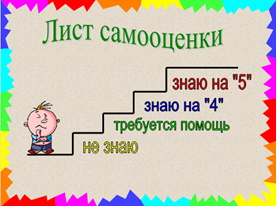 Лист самооценки
знаю на "5"
знаю на "4"
требуется помощь
не знаю